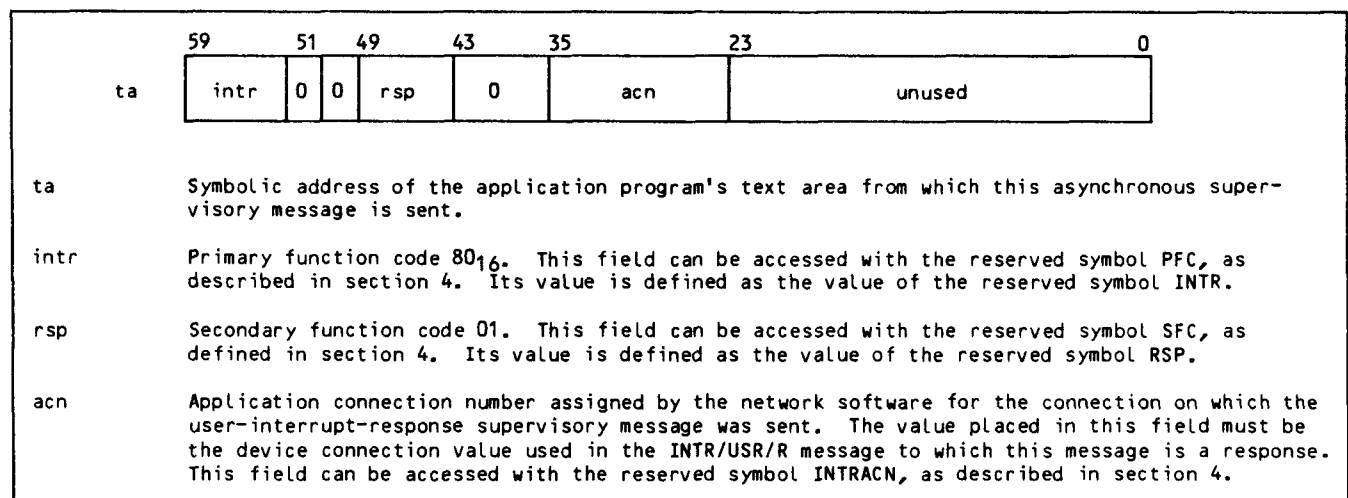 59 51 49 43 35 23 0
ta intr 0 0 rsp 0 acn unused
ta Symbolic address of the application program's text area from which this asynchronous super-
visory message is sent.
intr Primary function code 80₁₆. This field can be accessed with the reserved symbol PFC, as
described in section 4. Its value is defined as the value of the reserved symbol INTR.
rsp Secondary function code 01. This field can be accessed with the reserved symbol SFC, as
defined in section 4. Its value is defined as the value of the reserved symbol RSP.
acn Application connection number assigned by the network software for the connection on which the
user-interrupt-response supervisory message was sent. The value placed in this field must be
the device connection value used in the INTR/USR/R message to which this message is a response.
This field can be accessed with the reserved symbol INTRACN, as described in section 4.